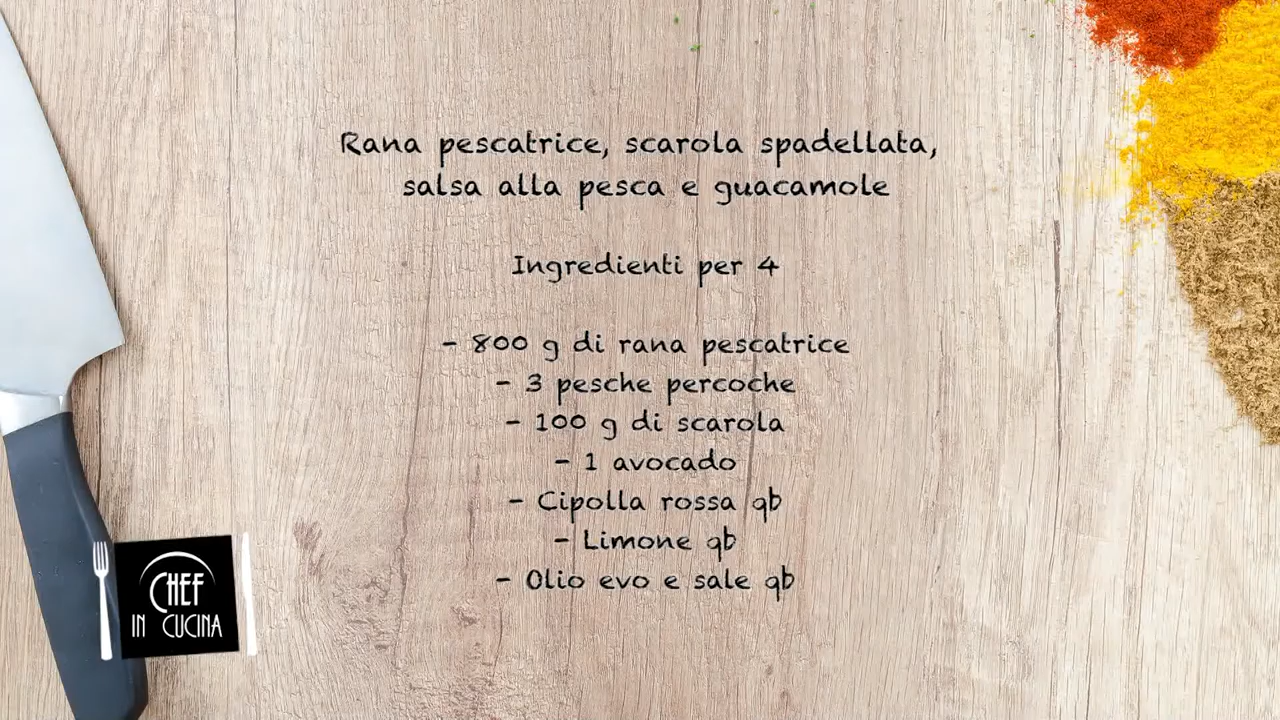 Rana pescatrice, scarola spadellata,
salsa alla pesca e guacamole
Ingredienti per 4
- 800 g di rana pescatrice
- 3 pesche percoche
- 100 g di scarola
- 1 avocado
- Cipolla rossa qb
- Limone qb
- Olio evo e sale qb
CHEF
IN CUCINA